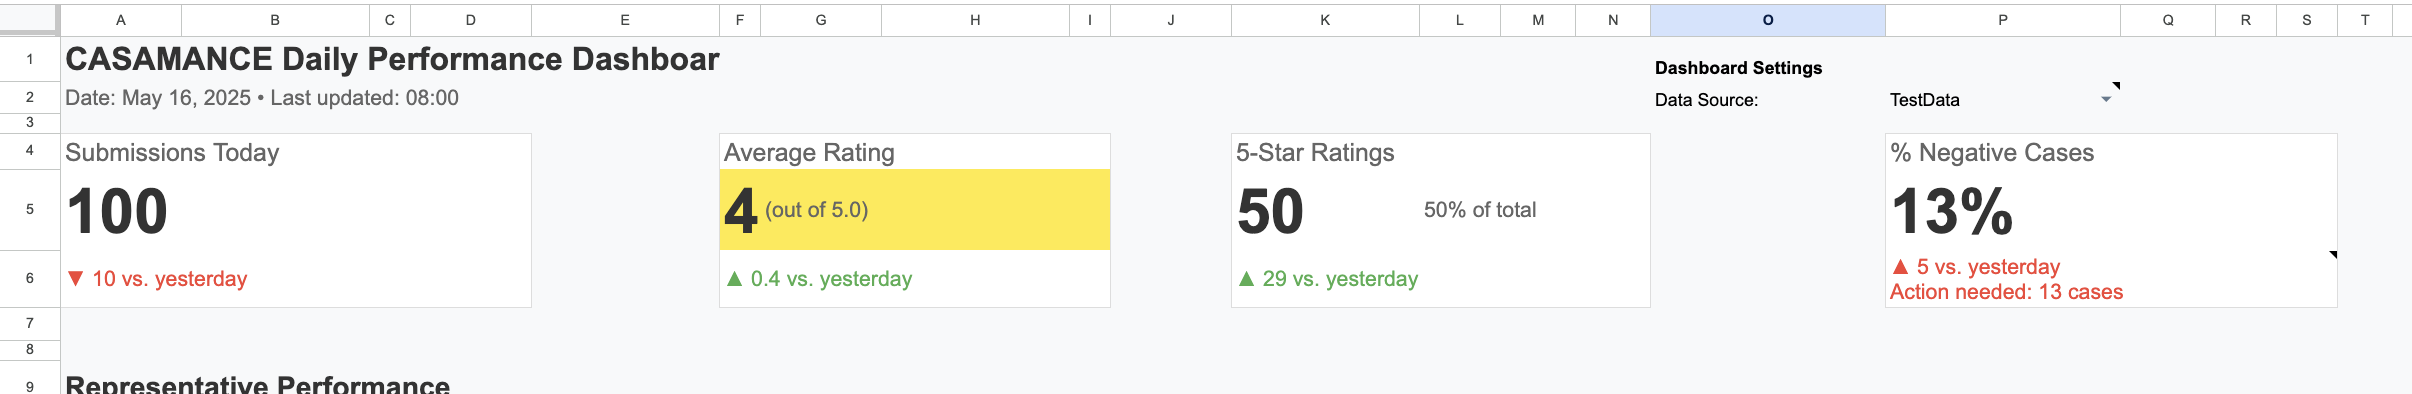 A B C D E F G H I J K L M N O P Q R S T
1 CASAMANCE Daily Performance Dashboar
Dashboard Settings
2 Date: May 16, 2025 • Last updated: 08:00
Data Source: TestData
3
4 Submissions Today Average Rating 5-Star Ratings % Negative Cases
5 100 4 (out of 5.0) 50 50% of total 13%
6 ▼ 10 vs. yesterday ▲ 0.4 vs. yesterday ▲ 29 vs. yesterday ▲ 5 vs. yesterday
Action needed: 13 cases
7
8
9 Representative Performance